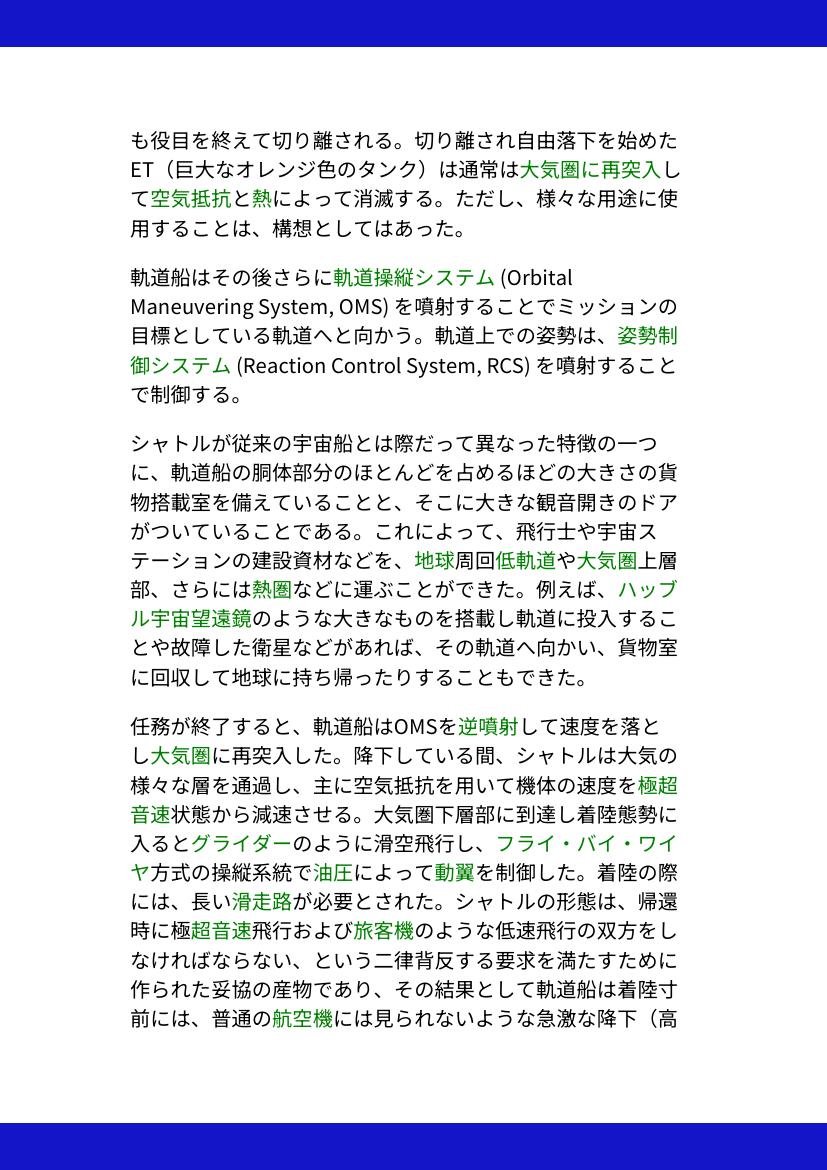 も役目を終えて切り離される。切り離され自由落下を始めた
ET（巨大なオレンジ色のタンク）は通常は大気圏に再突入し
て空気抵抗と熱によって消滅する。ただし、様々な用途に使
用することは、構想としてはあった。
軌道船はその後さらに軌道操縦システム (Orbital
Maneuvering System, OMS) を噴射することでミッションの
目標としている軌道へと向かう。軌道上での姿勢は、姿勢制
御システム (Reaction Control System, RCS) を噴射すること
で制御する。
シャトルが従来の宇宙船とは際だって異なった特徴の一つ
に、軌道船の胴体部分のほとんどを占めるほどの大きさの貨
物搭載室を備えていることと、そこに大きな観音開きのドア
がついていることである。これによって、飛行士や宇宙ス
テーションの建設資材などを、地球周回低軌道や大気圏上層
部、さらには熱圏などに運ぶことができた。例えば、ハッブ
ル宇宙望遠鏡のような大きなものを搭載し軌道に投入するこ
とや故障した衛星などがあれば、その軌道へ向かい、貨物室
に回収して地球に持ち帰ったりすることもできた。
任務が終了すると、軌道船はOMSを逆噴射して速度を落と
し大気圏に再突入した。降下している間、シャトルは大気の
様々な層を通過し、主に空気抵抗を用いて機体の速度を極超
音速状態から減速させる。大気圏下層部に到達し着陸態勢に
入るとグライダーのように滑空飛行し、フライ・バイ・ワイ
ヤ方式の操縦系統で油圧によって動翼を制御した。着陸の際
には、長い滑走路が必要とされた。シャトルの形態は、帰還
時に極超音速飛行および旅客機のような低速飛行の双方をし
なければならない、という二律背反する要求を満たすために
作られた妥協の産物であり、その結果として軌道船は着陸寸
前には、普通の航空機には見られないような急激な降下（高